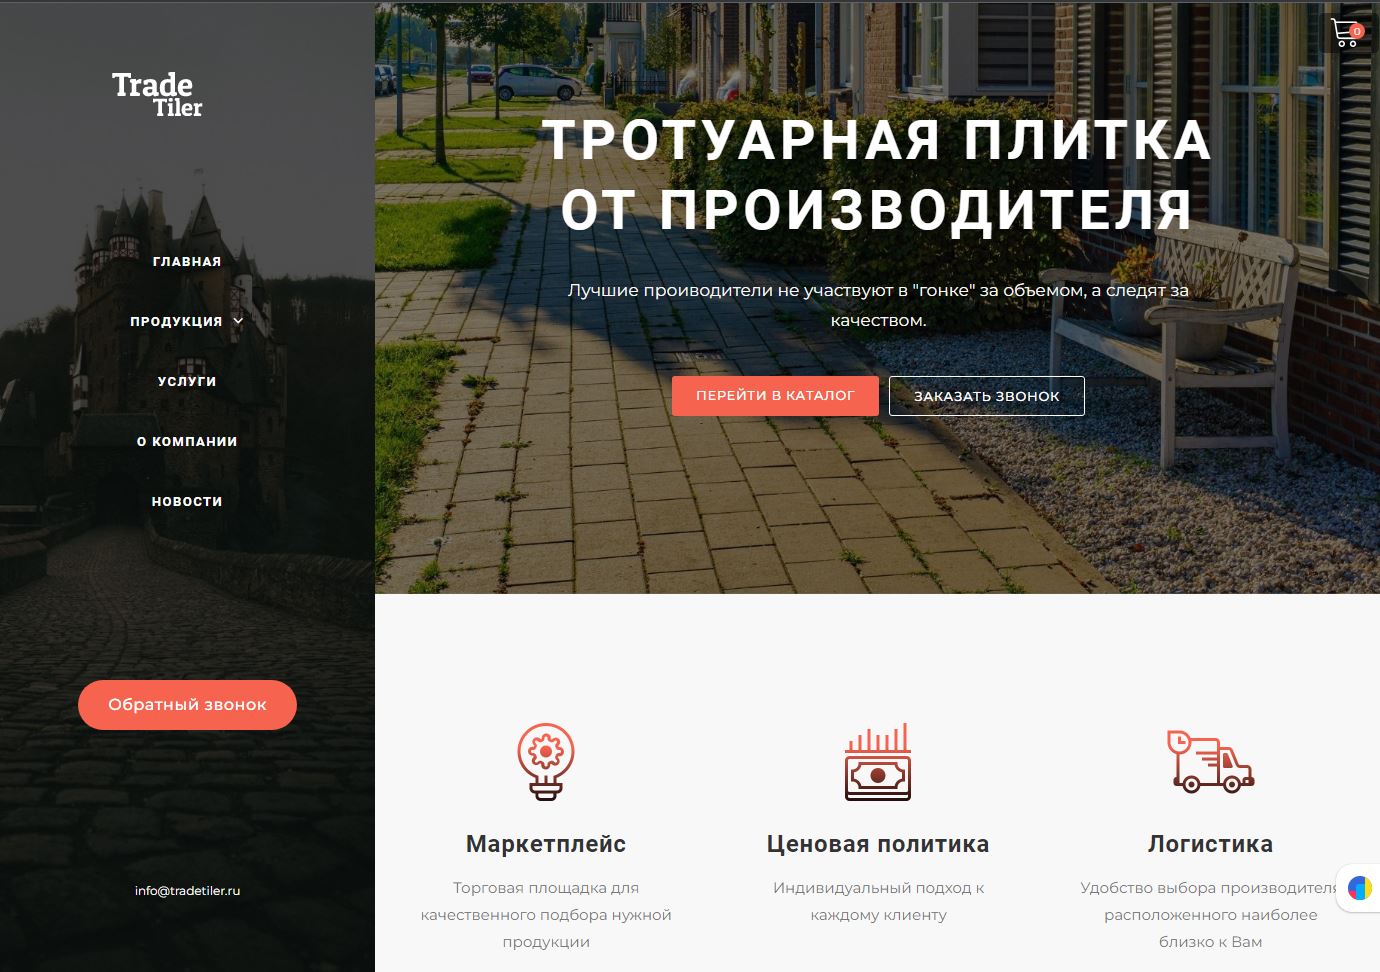 Trade
Tiler
ГЛАВНАЯ
ПРОДУКЦИЯ
УСЛУГИ
О КОМПАНИИ
НОВОСТИ
Обратный звонок
info@tradetiler.ru
0
ТРОТУАРНАЯ ПЛИТКА
ОТ ПРОИЗВОДИТЕЛЯ
Лучшие проиводители не участвуют в "гонке" за объемом, а следят за
качеством.
ПЕРЕЙТИ В КАТАЛОГ
ЗАКАЗАТЬ ЗВОНОК
Маркетплейс
Торговая площадка для
качественного подбора нужной
продукции
Ценовая политика
Индивидуальный подход к
каждому клиенту
Логистика
Удобство выбора производителя
расположенного наиболее
близко к Вам